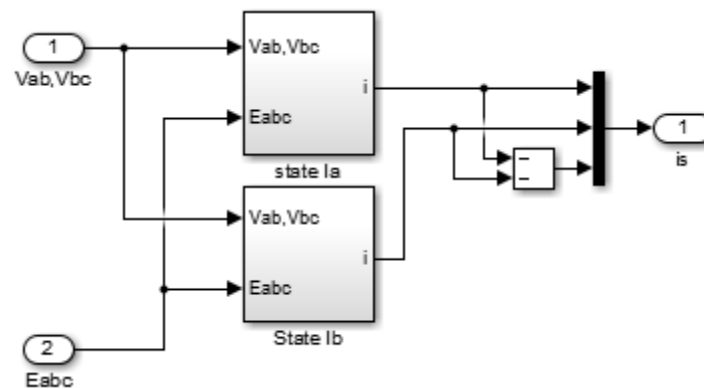 1
Vab,Vbc
Vab,Vbc
i
Eabc
state Ia
Vab,Vbc
i
Eabc
State Ib
2
Eabc
−
−
1
is